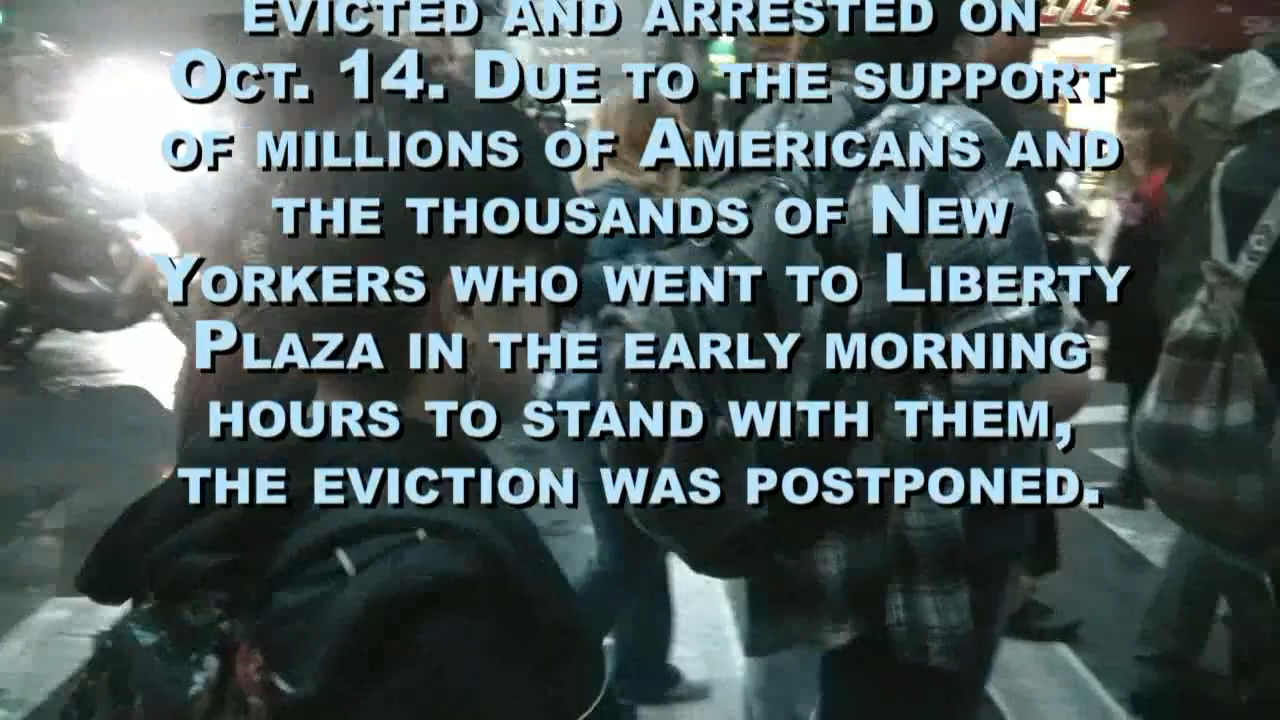 EVICTED AND ARRESTED ON
OCT. 14. DUE TO THE SUPPORT
OF MILLIONS OF AMERICANS AND
THE THOUSANDS OF NEW
YORKERS WHO WENT TO LIBERTY
PLAZA IN THE EARLY MORNING
HOURS TO STAND WITH THEM,
THE EVICTION WAS POSTPONED.